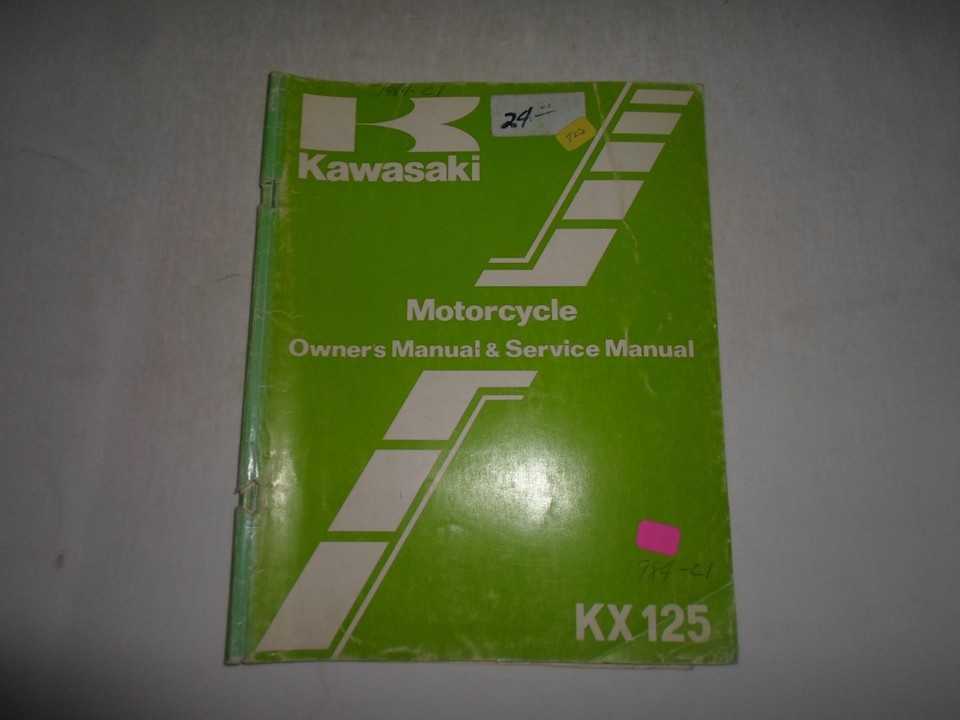 1984-C1
24.—
Kawasaki
Motorcycle
Owner's Manual & Service Manual
1984-C1
KX125